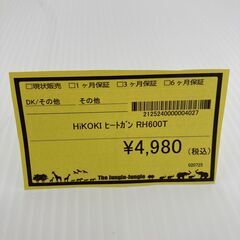 □現状販売 □1ヶ月保証 □3ヶ月保証 □6ヶ月保証
DK/その他 その他
2125240000004027
HiKOKI ﾋｰﾄｶﾞﾝ RH600T
¥4,980 (税込)
020725
The Jungle-Jungle